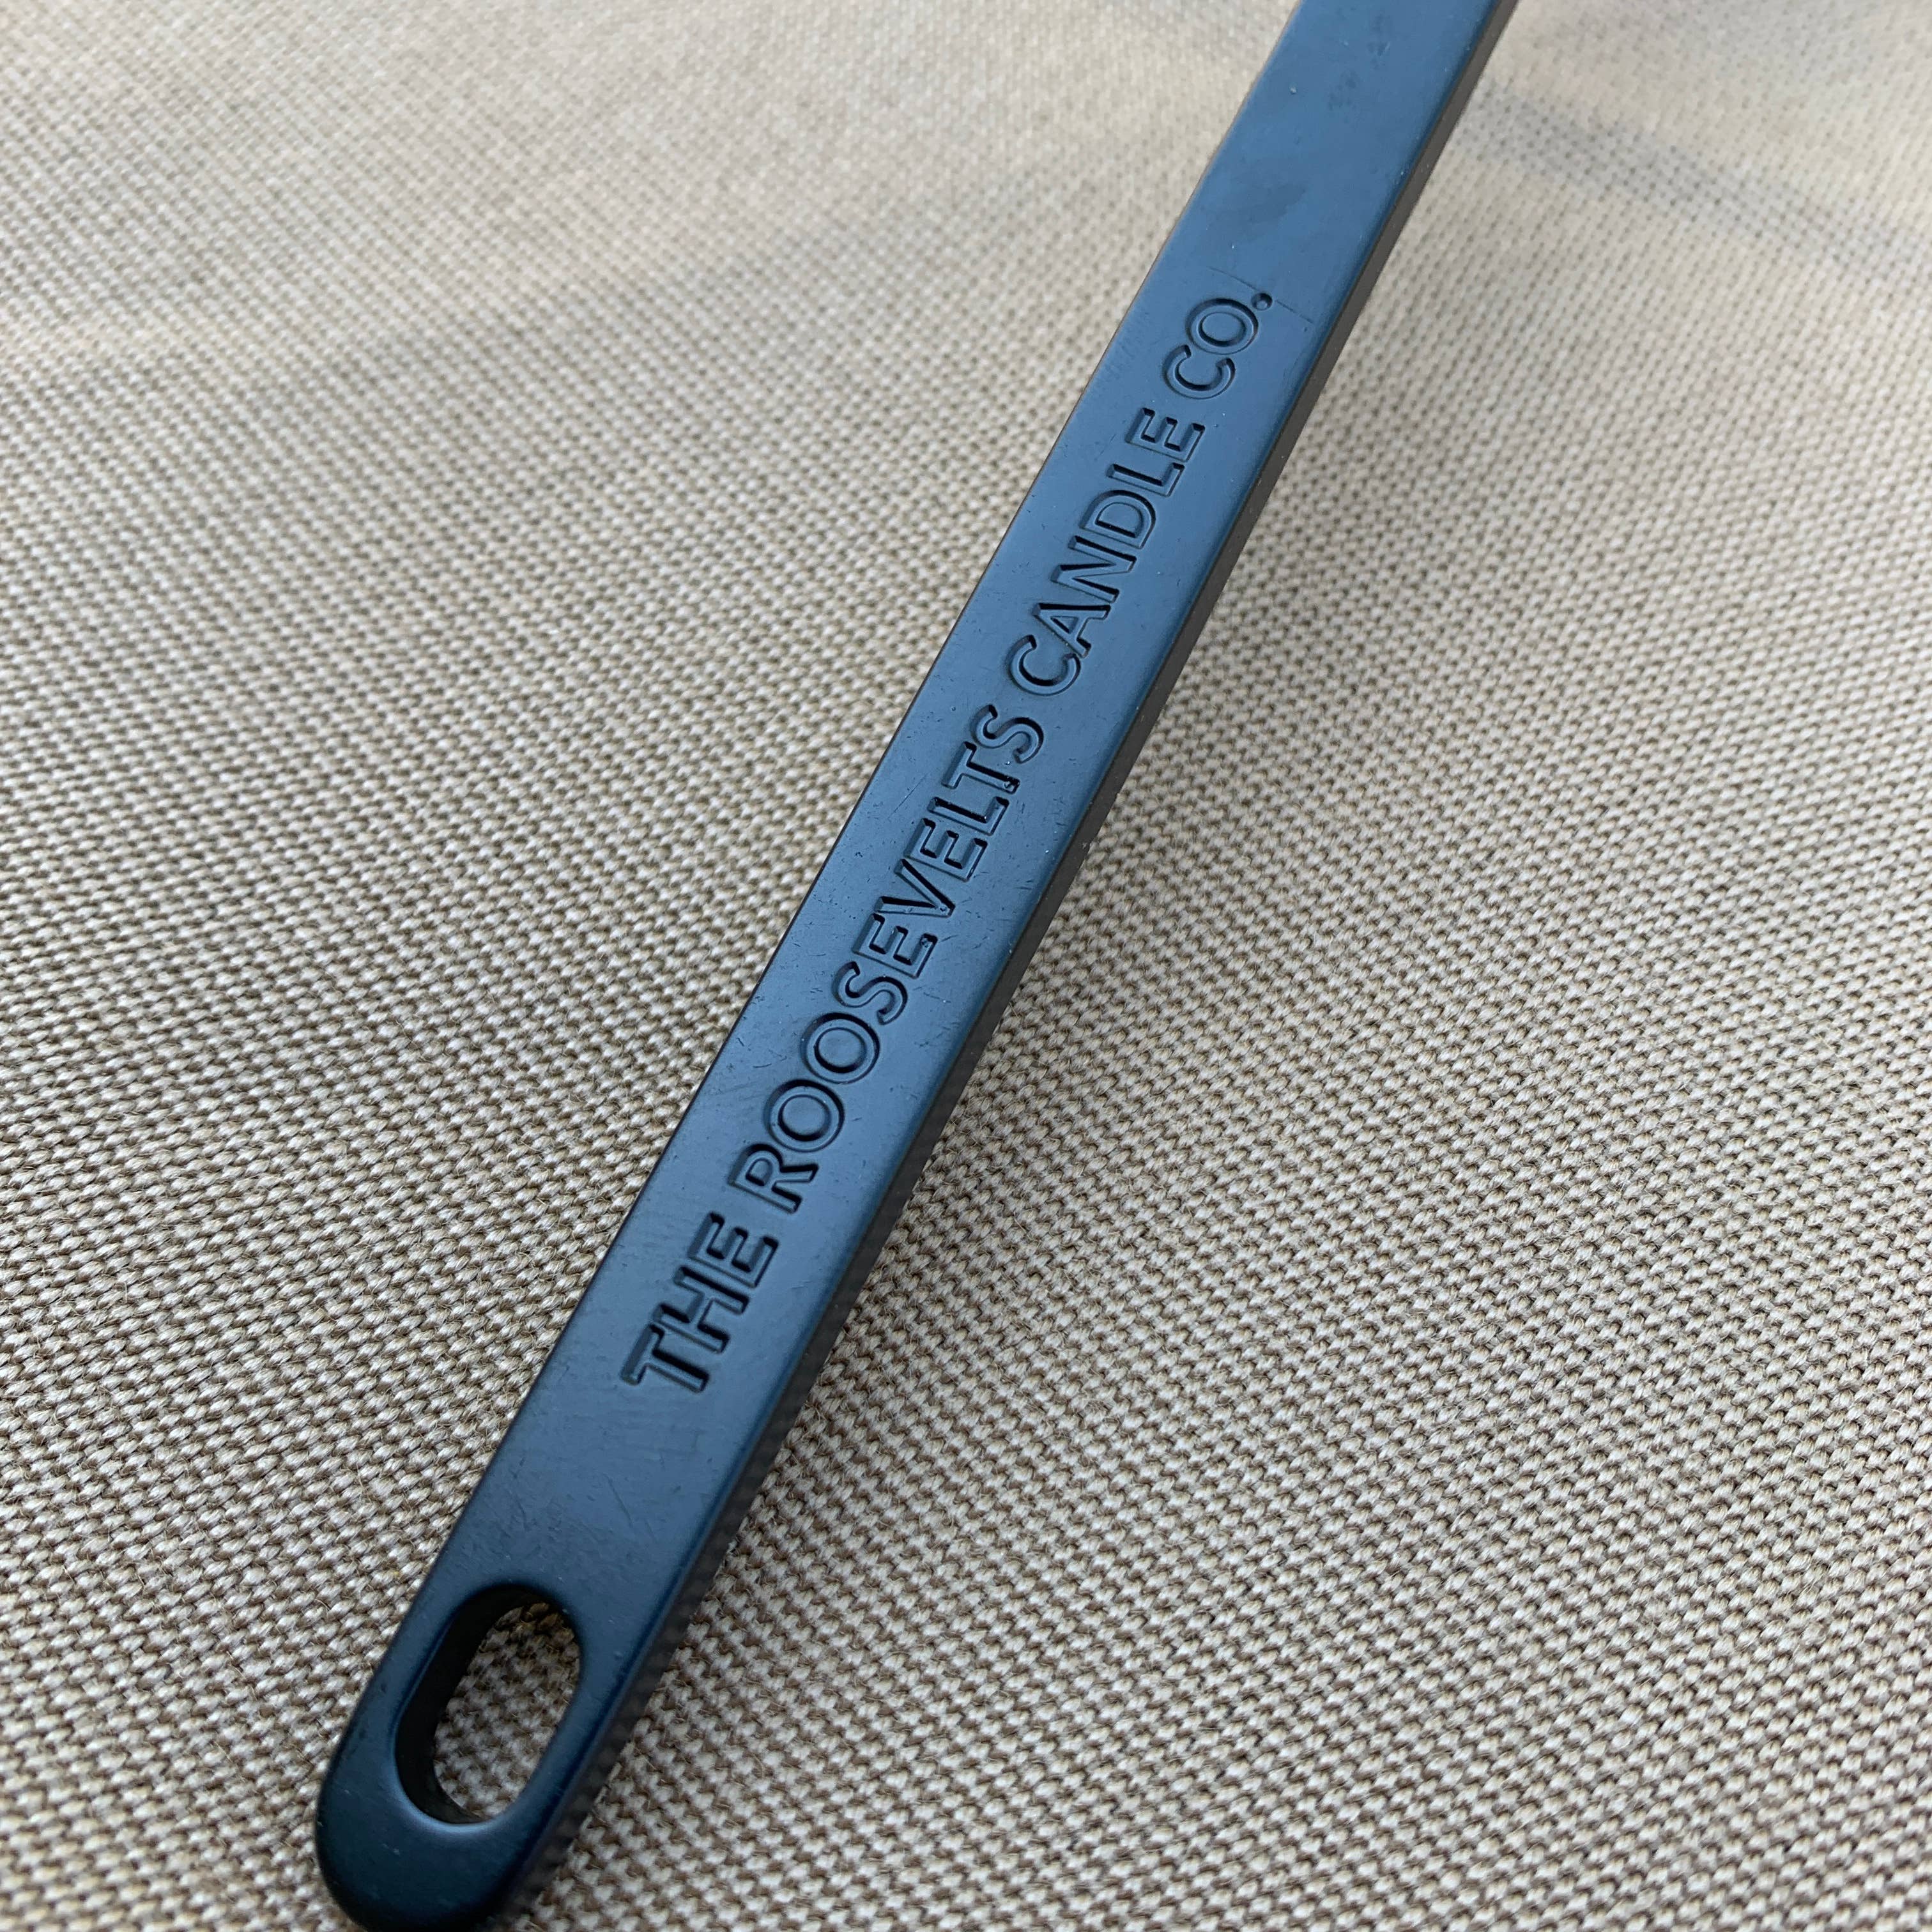 THE ROOSEVELTS CANDLE CO.